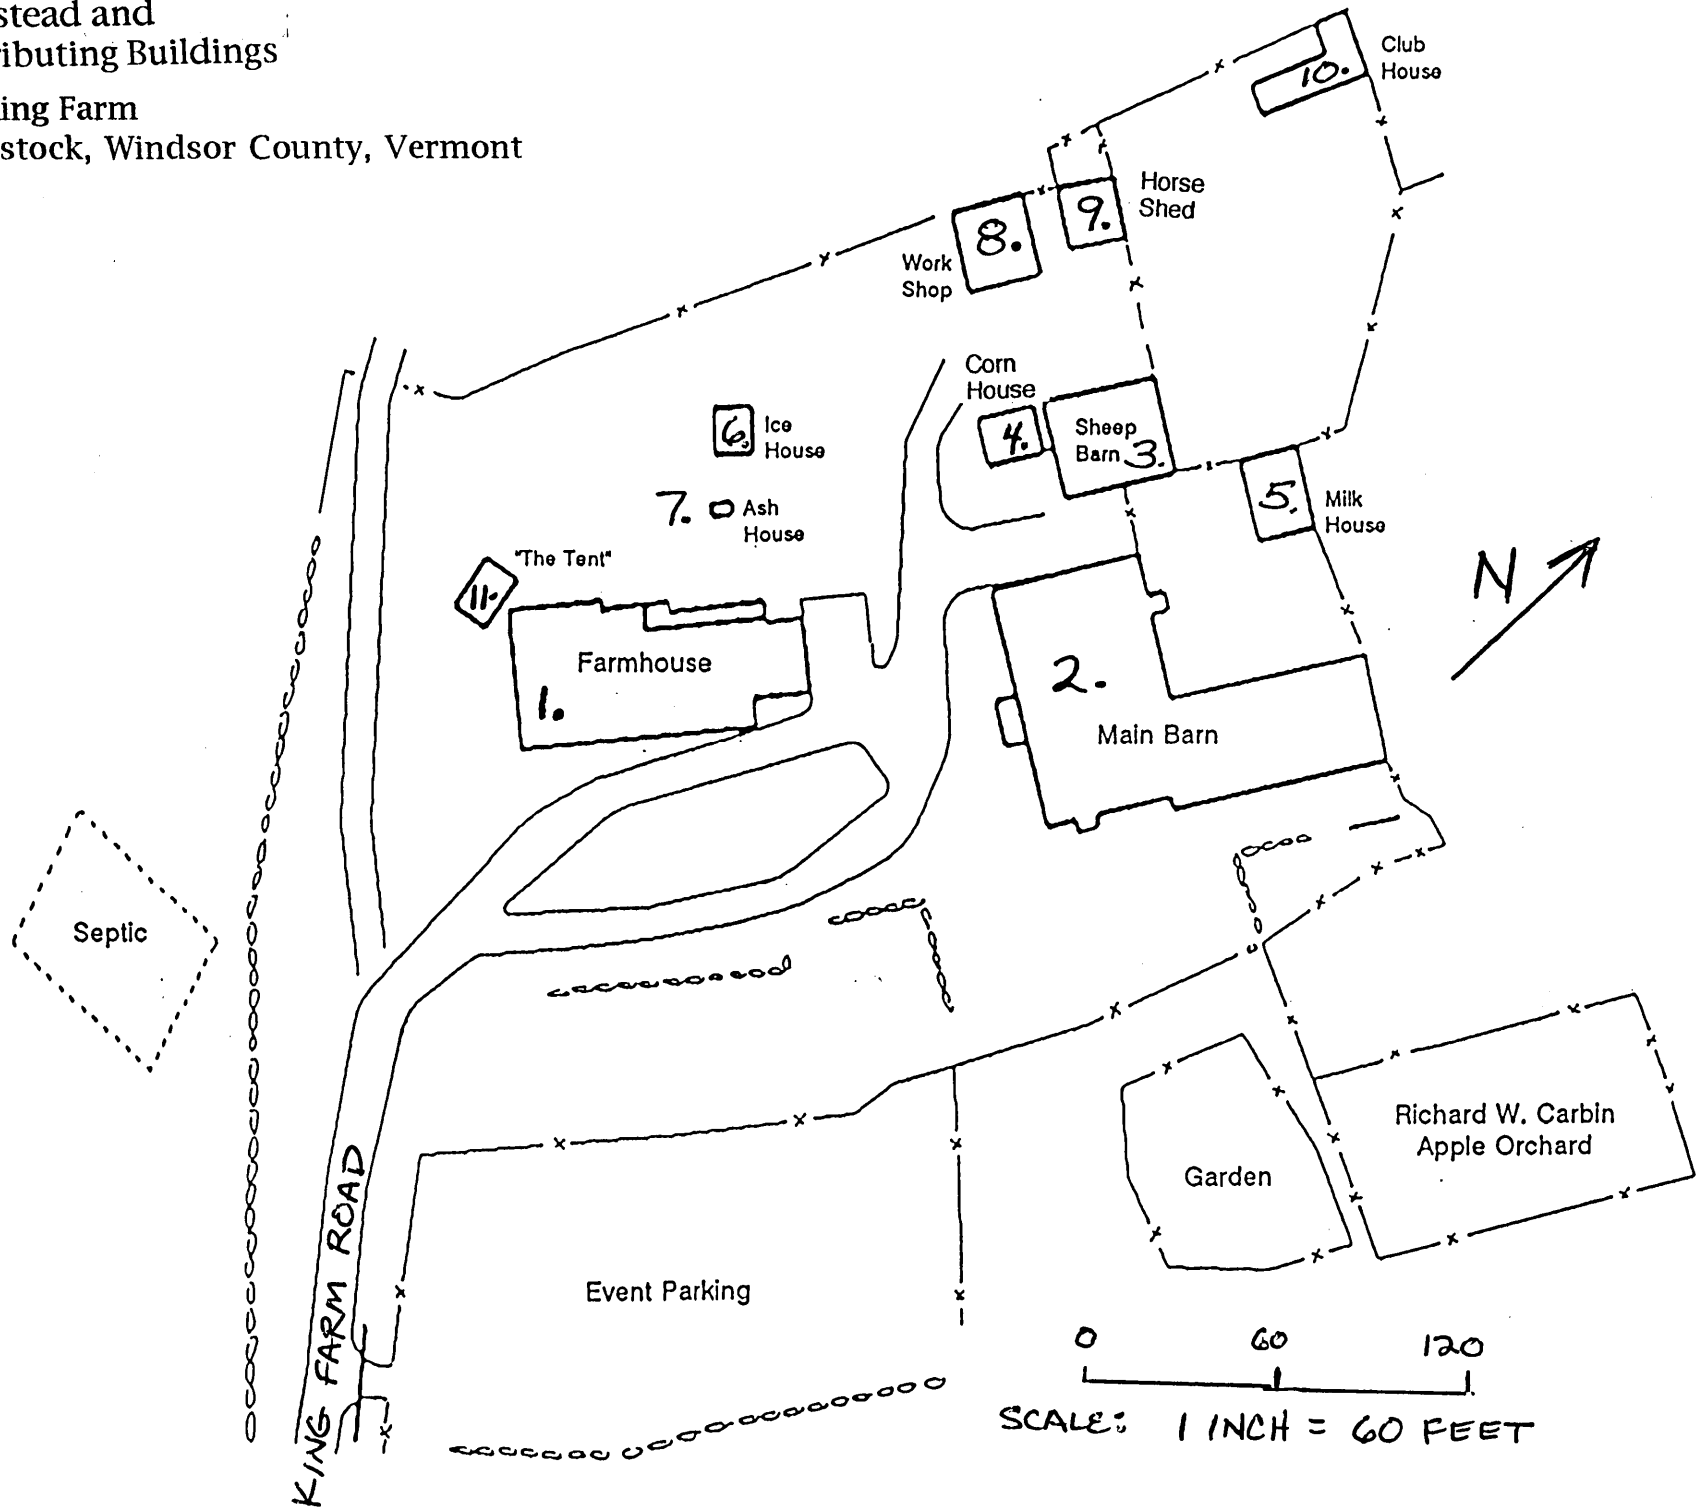 stead and
ributing Buildings
ing Farm
stock, Windsor County, Vermont
10.
Club
House
Horse
Shed
9.
8.
Work
Shop
Corn
House
4.
Sheep
Barn 3.
6.
Ice
House
7.
Ash
House
5.
Milk
House
"The Tent"
11.
Farmhouse
1.
2.
Main Barn
N
Septic
Richard W. Carbin
Apple Orchard
Garden
Event Parking
KING FARM ROAD
0 60 120
SCALE: 1 INCH = 60 FEET